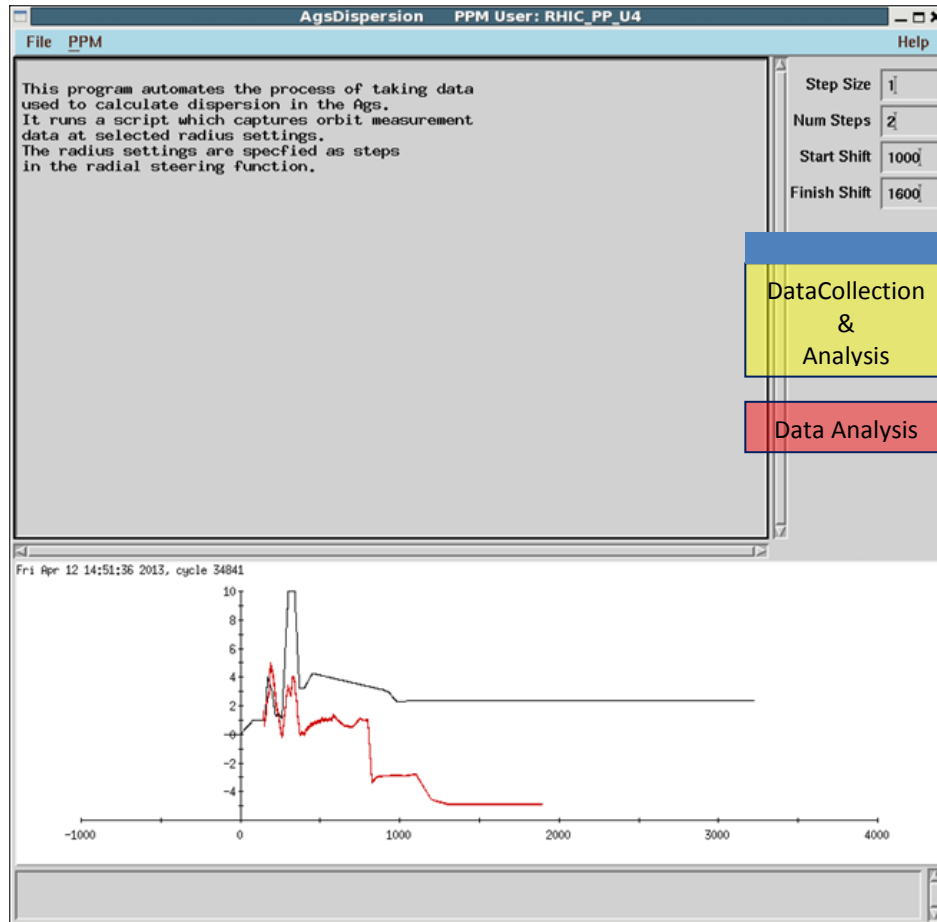 AgsDispersion PPM User: RHIC_PP_U4
File PPM Help
This program automates the process of taking data
used to calculate dispersion in the Ags.
It runs a script which captures orbit measurement
data at selected radius settings.
The radius settings are specfied as steps
in the radial steering function.
Step Size 1
Num Steps 2
Start Shift 1000
Finish Shift 1600
DataCollection
&
Analysis
Data Analysis
Fri Apr 12 14:51:36 2013, cycle 34841
10
8
6
4
2
-0
-2
-4
-1000 0 1000 2000 3000 4000